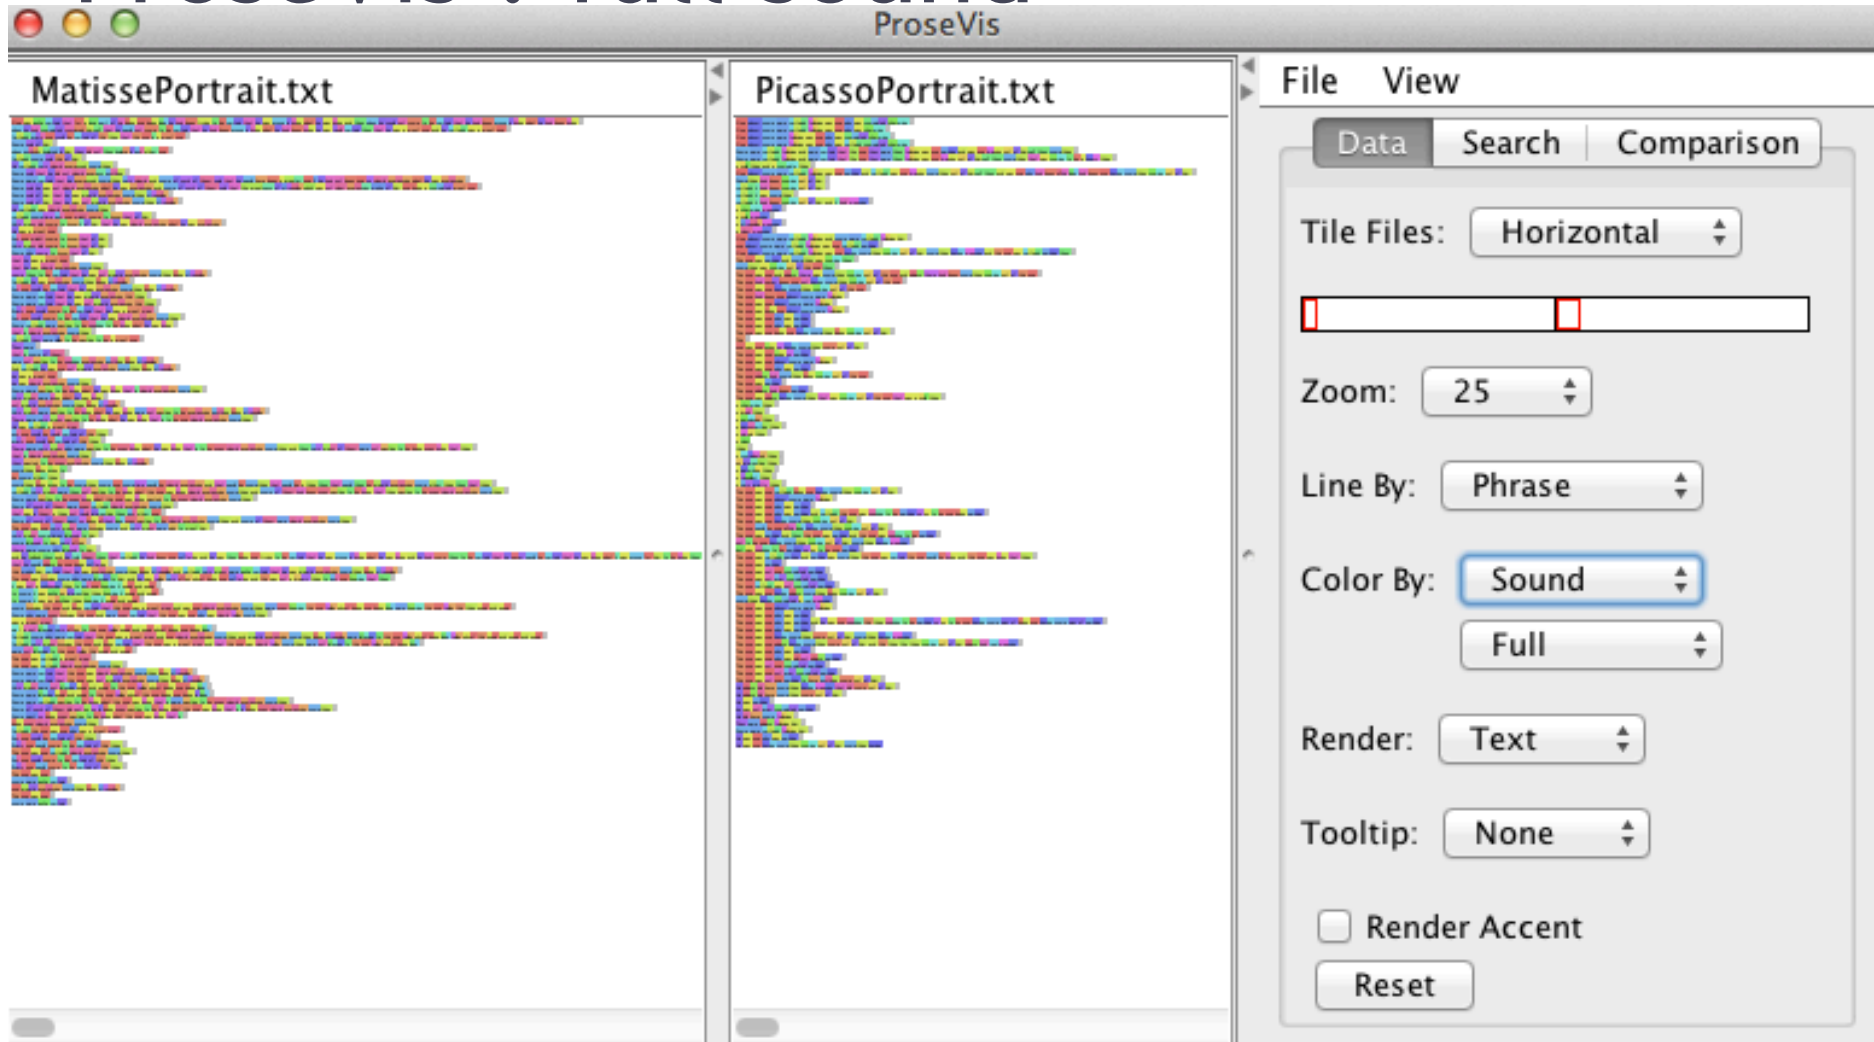 ProseVis
MatissePortrait.txt
PicassoPortrait.txt
File View
Data Search Comparison
Tile Files: Horizontal
Zoom: 25
Line By: Phrase
Color By: Sound
Full
Render: Text
Tooltip: None
Render Accent
Reset